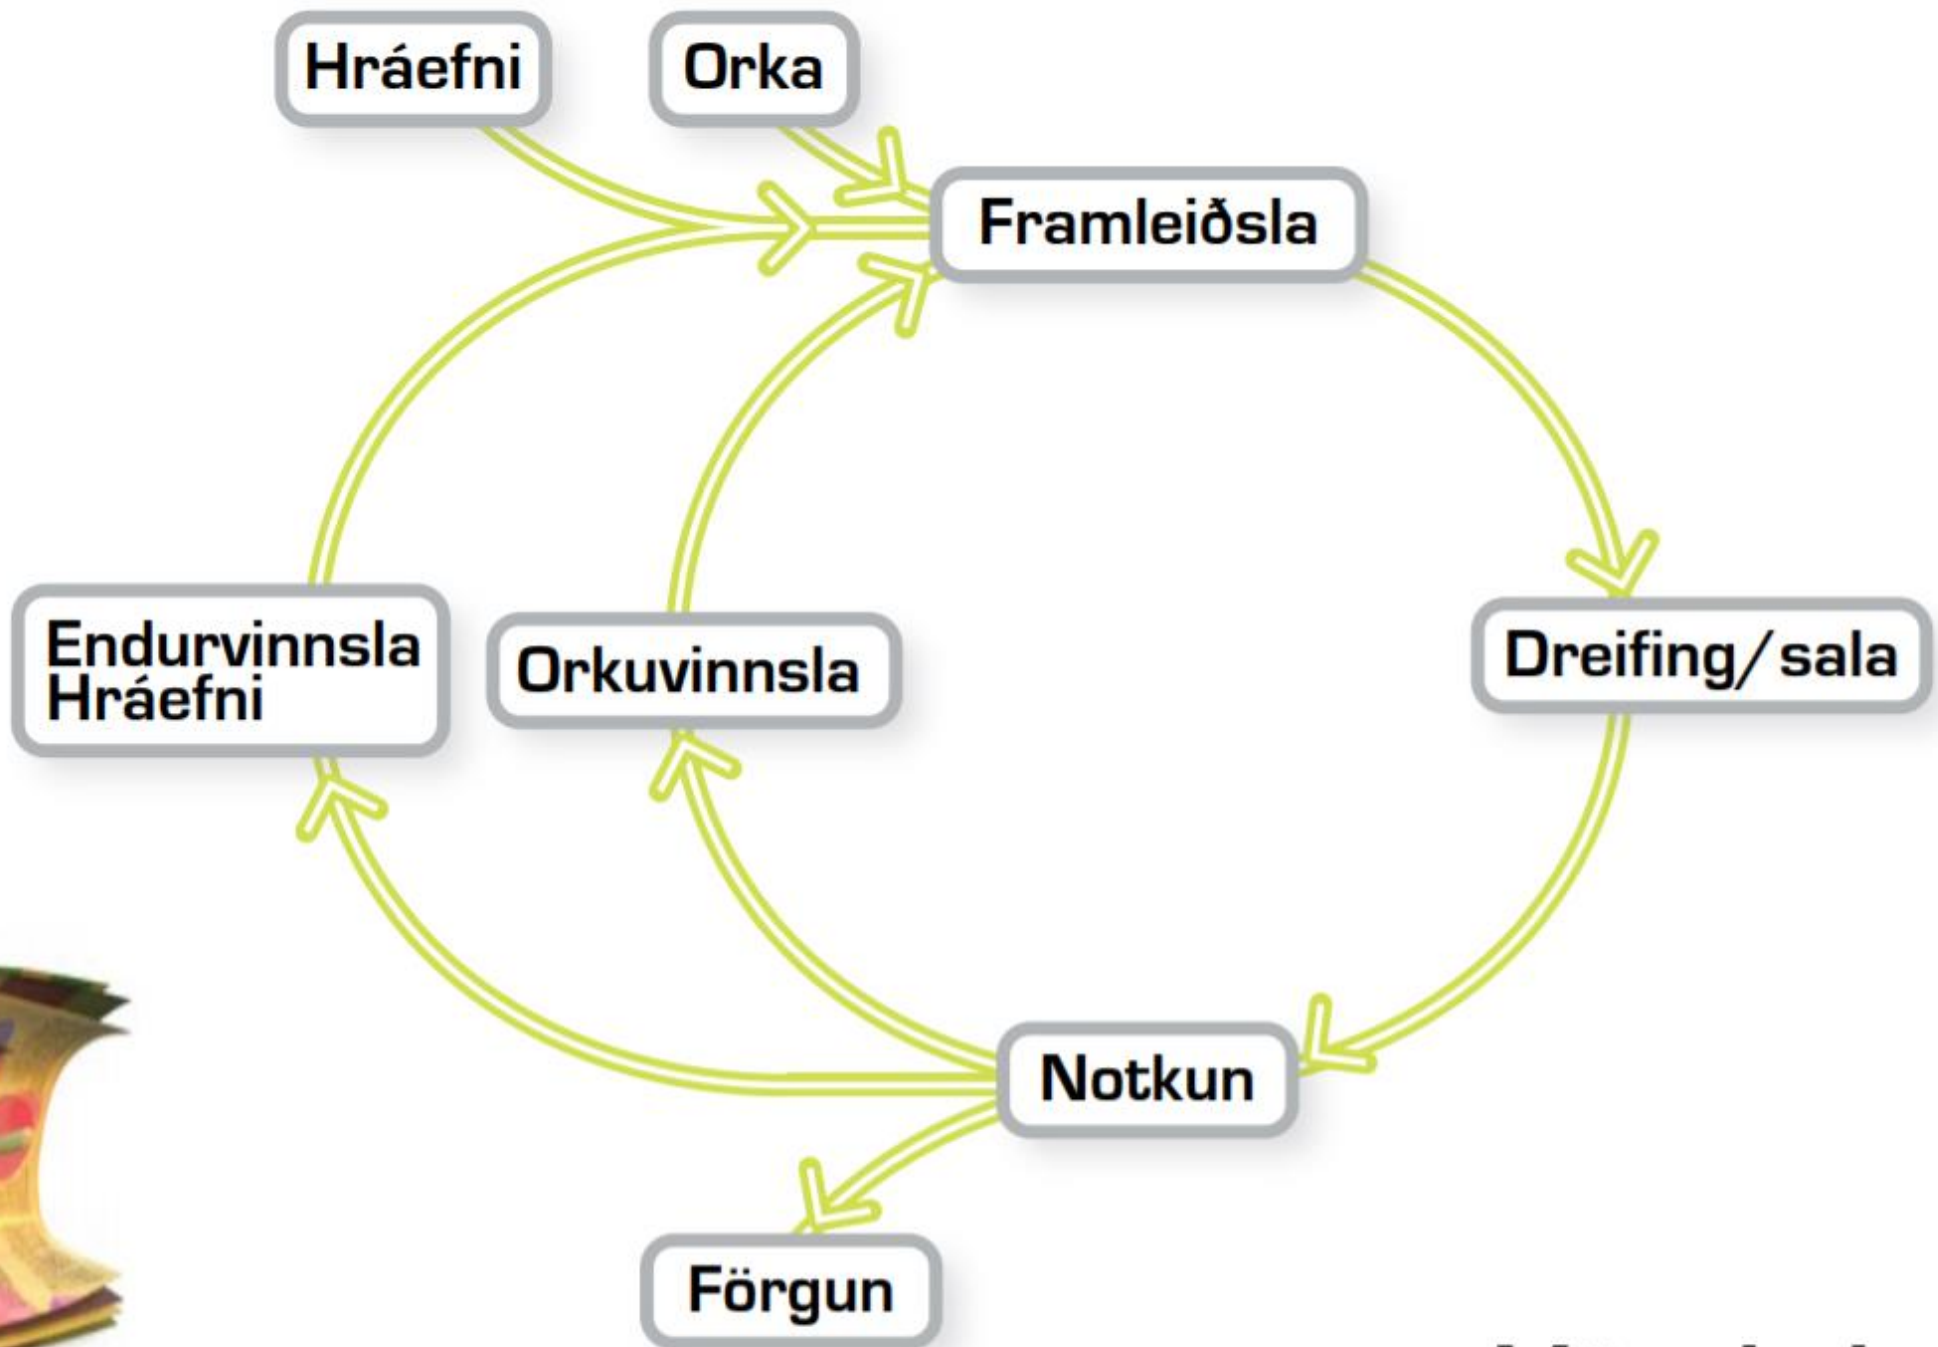 Hráefni
Orka
Framleiðsla
Endurvinnsla
Hráefni
Orkuvinnsla
Dreifing/sala
Notkun
Förgun